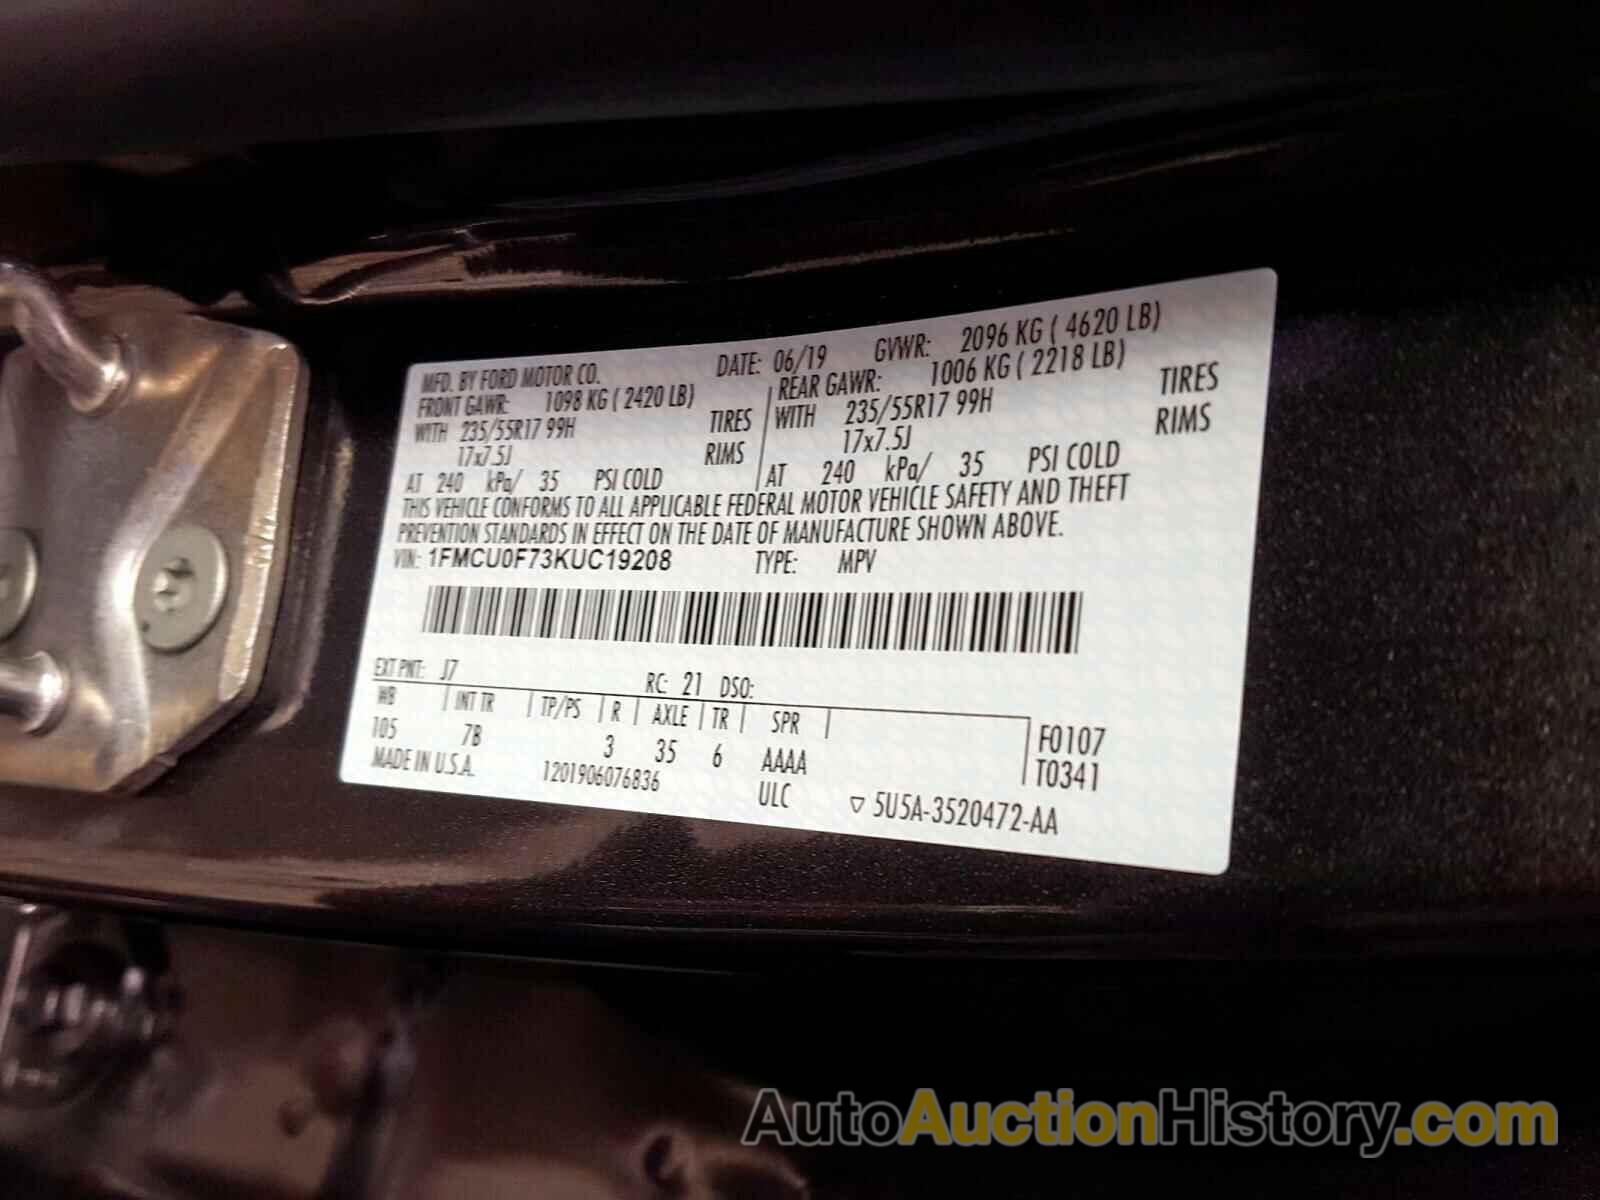 MFD. BY FORD MOTOR CO. DATE: 06/19 GVWR: 2096 KG ( 4620 LB)
FRONT GAWR: 1098 KG ( 2420 LB) REAR GAWR: 1006 KG ( 2218 LB)
WITH 235/55R17 99H TIRES WITH 235/55R17 99H TIRES
17x7.5J RIMS 17x7.5J RIMS
AT 240 kPa/ 35 PSI COLD AT 240 kPa/ 35 PSI COLD
THIS VEHICLE CONFORMS TO ALL APPLICABLE FEDERAL MOTOR VEHICLE SAFETY AND THEFT
PREVENTION STANDARDS IN EFFECT ON THE DATE OF MANUFACTURE SHOWN ABOVE.
VIN: 1FMCU0F73KUC19208 TYPE: MPV
EXT PNT: J7 RC: 21 DSO:
WB INT TR TP/PS R AXLE TR SPR
105 7B 3 35 6 AAAA
F0107
T0341
MADE IN U.S.A. 1201906076836 ULC ▽ 5U5A-3520472-AA
AutoAuctionHistory.com